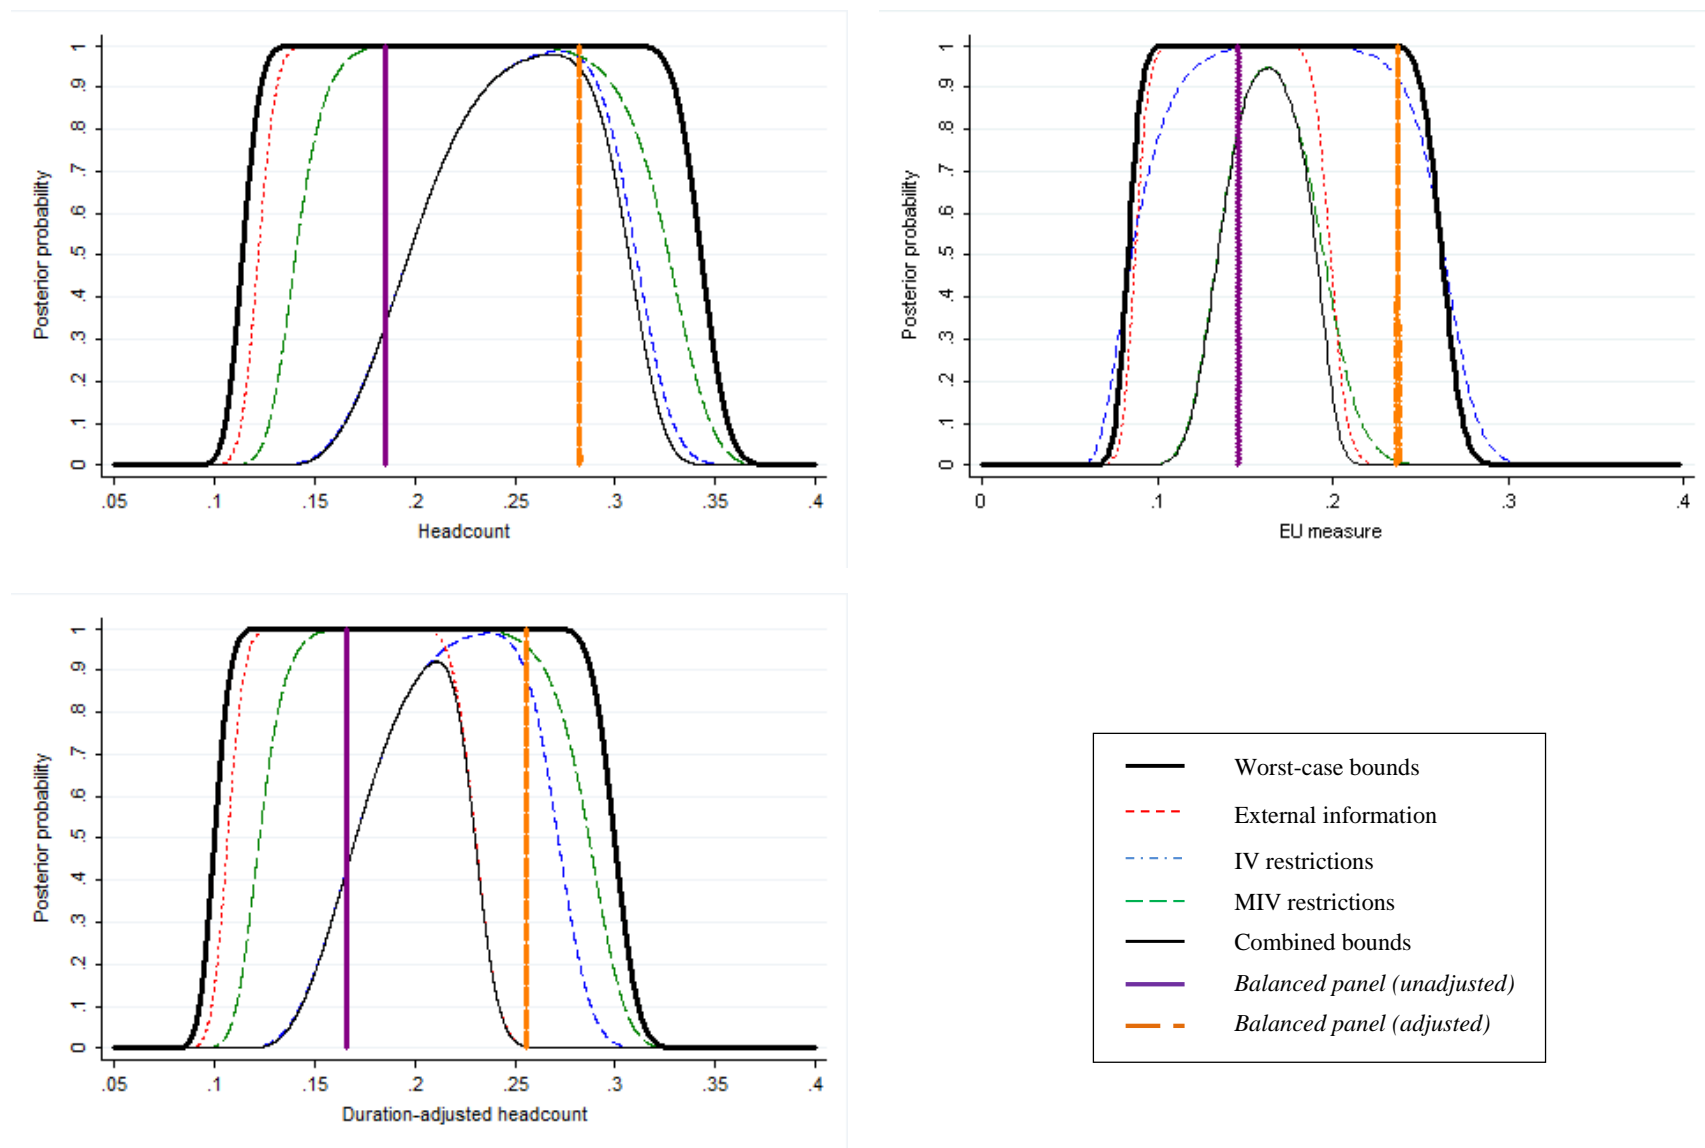 Posterior probability
1
.9
.8
.7
.6
.5
.4
.3
.2
.1
0
.05 .1 .15 .2 .25 .3 .35 .4
Headcount
Posterior probability
1
.9
.8
.7
.6
.5
.4
.3
.2
.1
0
0 .1 .2 .3 .4
EU measure
Posterior probability
1
.9
.8
.7
.6
.5
.4
.3
.2
.1
0
.05 .1 .15 .2 .25 .3 .35 .4
Duration-adjusted headcount
Worst-case bounds
External information
IV restrictions
MIV restrictions
Combined bounds
Balanced panel (unadjusted)
Balanced panel (adjusted)